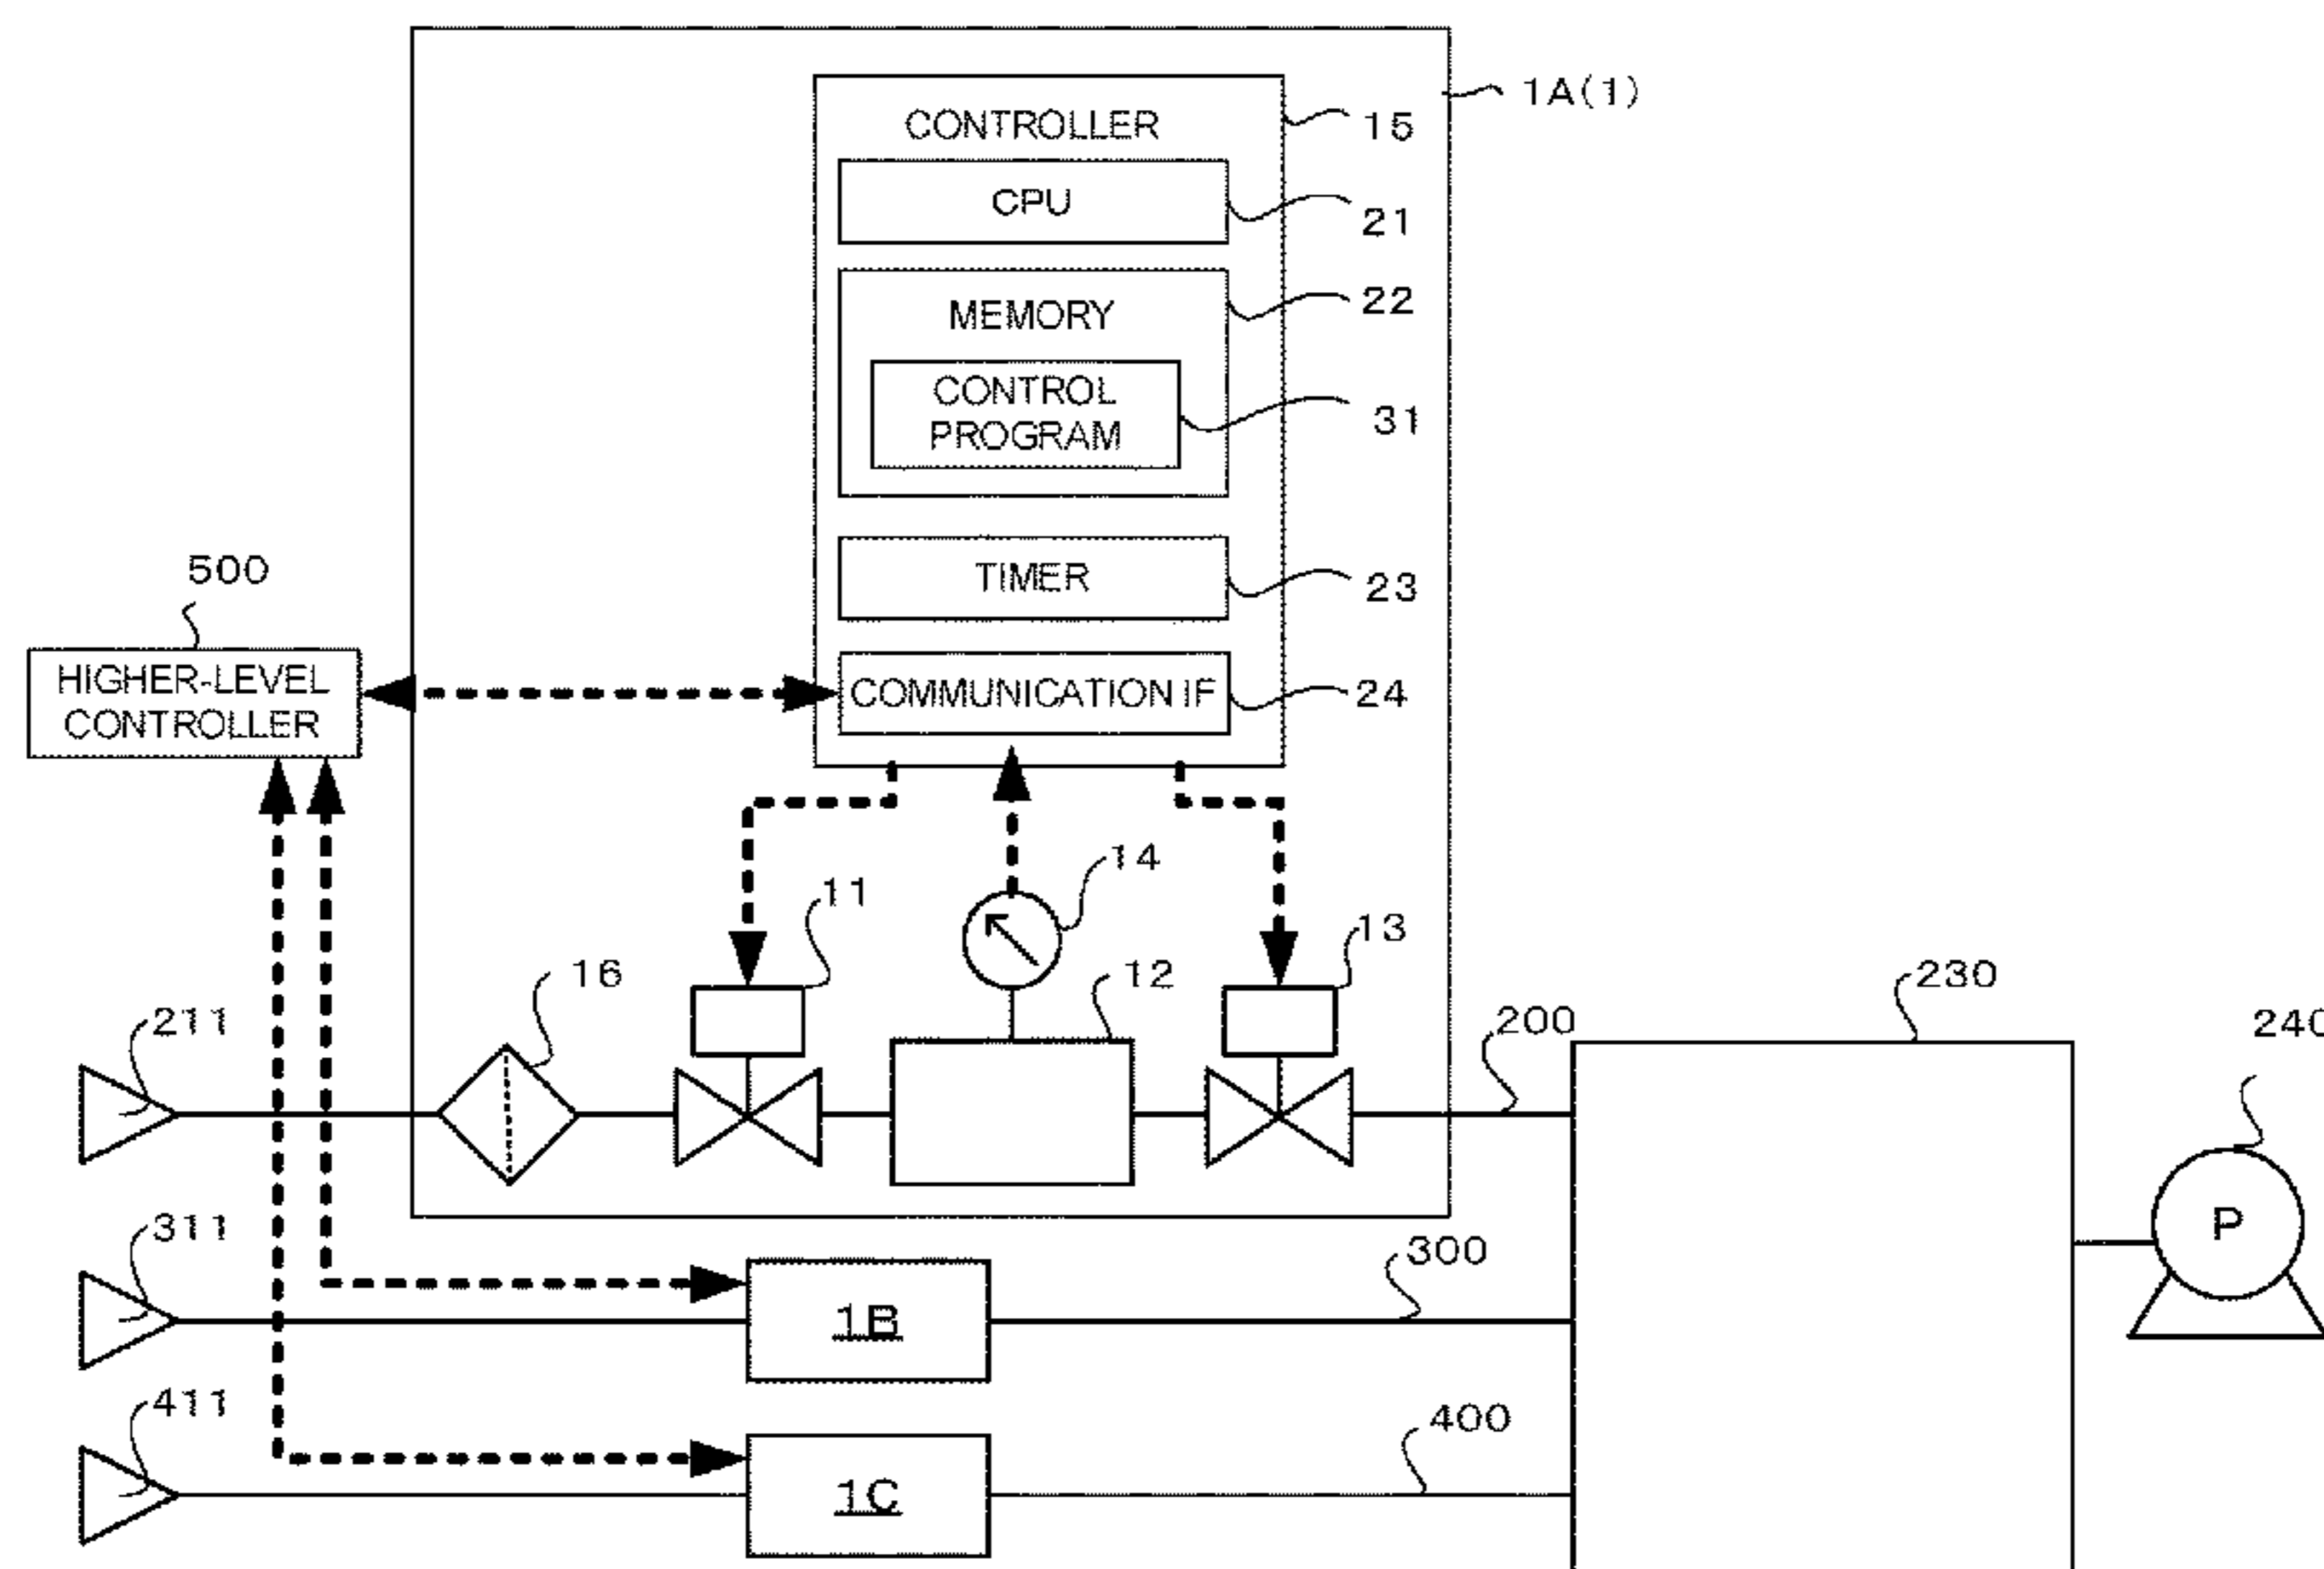 1A(1)
CONTROLLER
15
CPU
21
MEMORY
22
CONTROL
PROGRAM
31
500
TIMER
23
HIGHER-LEVEL
CONTROLLER
COMMUNICATION IF
24
14
11
13
16
12
230
211
200
240
311
P
300
1B
411
400
1C